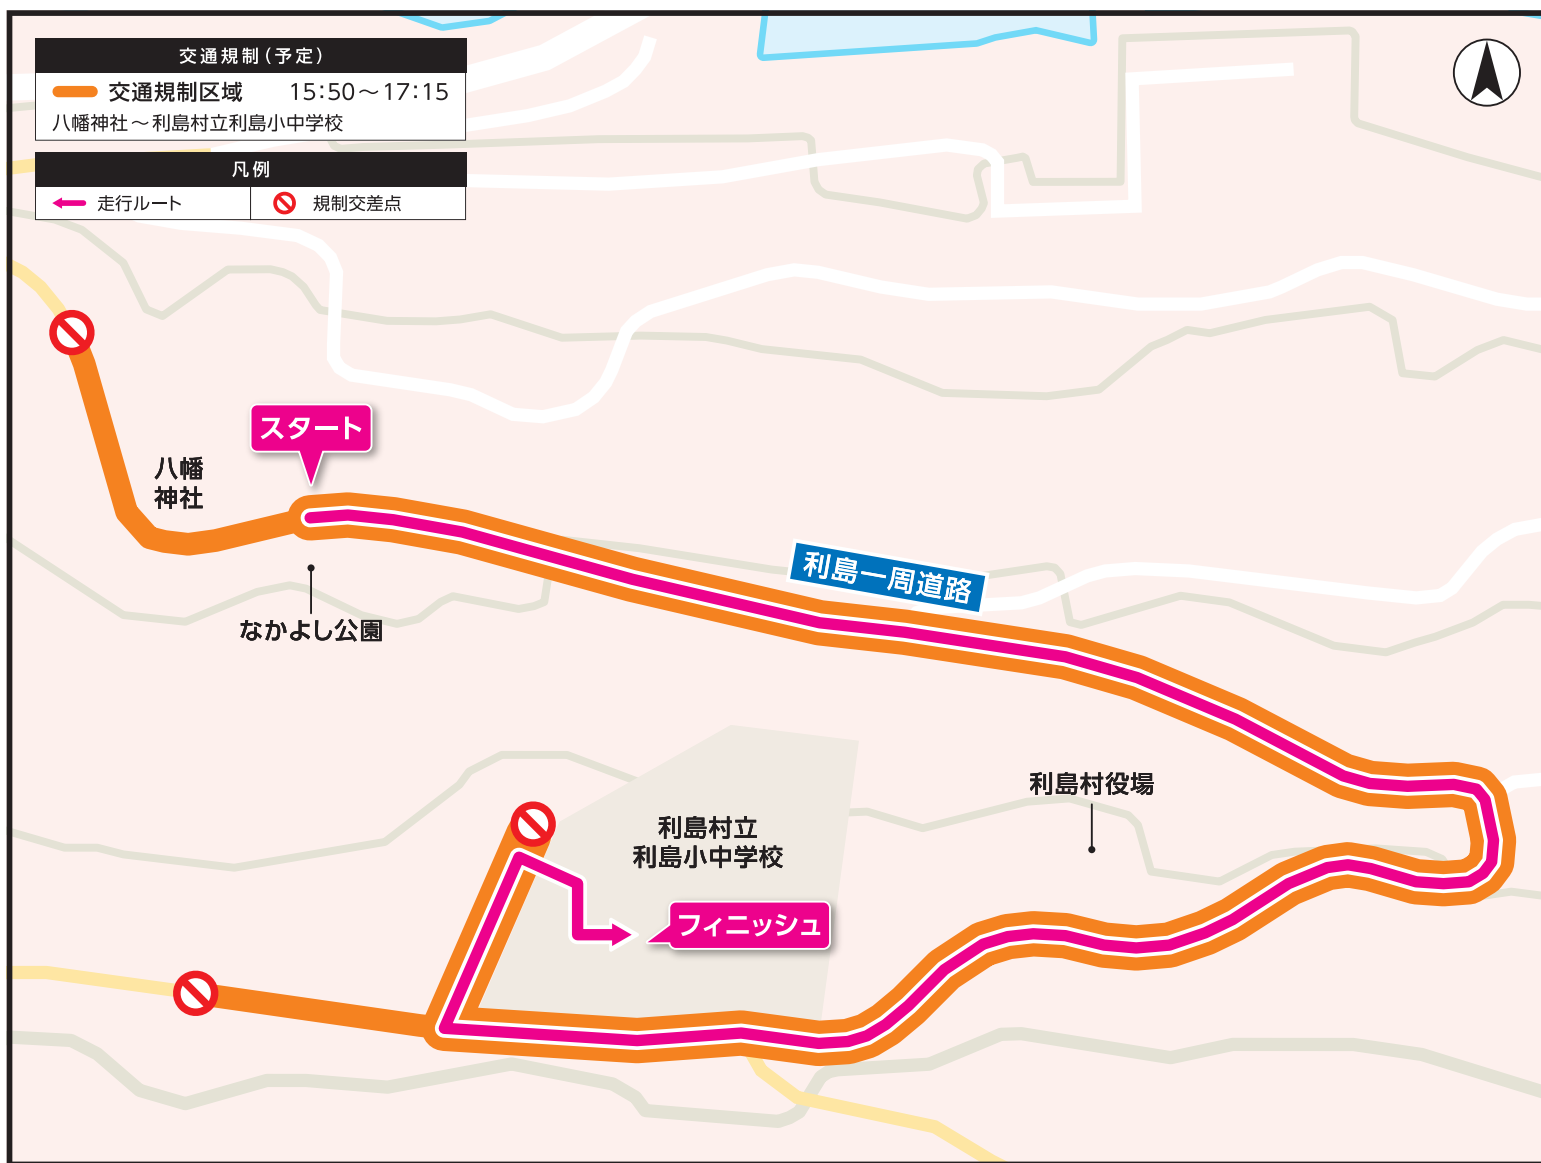 交通規制(予定)
交通規制区域 15:50～17:15
八幡神社～利島村立利島小中学校
凡例
走行ルート 規制交差点
スタート
八幡
神社
利島一周道路
なかよし公園
利島村役場
利島村立
利島小中学校
フィニッシュ